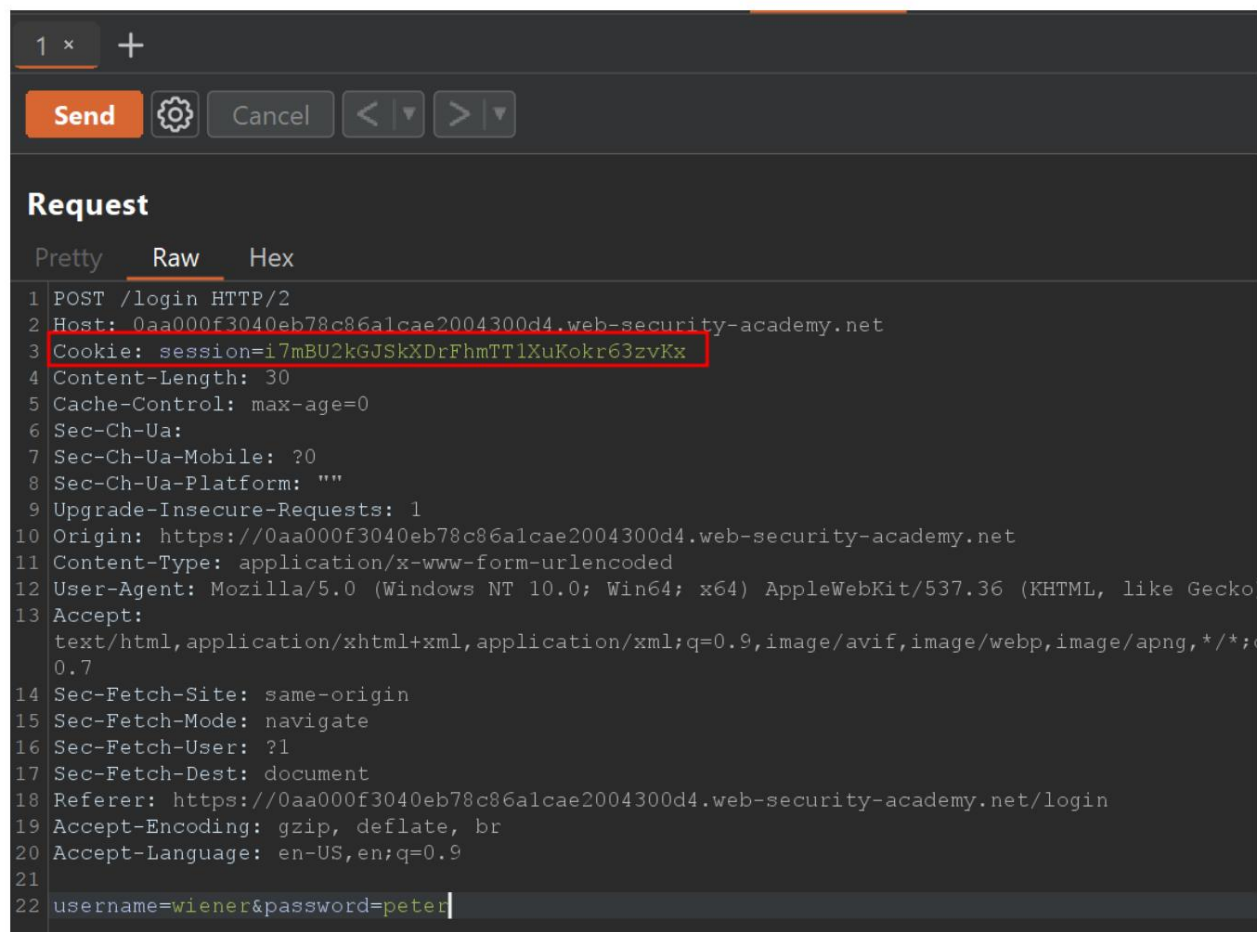 1 ×
Send Cancel < >
Request
Pretty Raw Hex
1 POST /login HTTP/2
2 Host: 0aa000f3040eb78c86a1cae2004300d4.web-security-academy.net
3 Cookie: session=i7mBU2kGJSkXDrFhmTT1XuKokr63zvKx
4 Content-Length: 30
5 Cache-Control: max-age=0
6 Sec-Ch-Ua:
7 Sec-Ch-Ua-Mobile: ?0
8 Sec-Ch-Ua-Platform: ""
9 Upgrade-Insecure-Requests: 1
10 Origin: https://0aa000f3040eb78c86a1cae2004300d4.web-security-academy.net
11 Content-Type: application/x-www-form-urlencoded
12 User-Agent: Mozilla/5.0 (Windows NT 10.0; Win64; x64) AppleWebKit/537.36 (KHTML, like Gecko
13 Accept:
text/html,application/xhtml+xml,application/xml;q=0.9,image/avif,image/webp,image/apng,*/*;
0.7
14 Sec-Fetch-Site: same-origin
15 Sec-Fetch-Mode: navigate
16 Sec-Fetch-User: ?1
17 Sec-Fetch-Dest: document
18 Referer: https://0aa000f3040eb78c86a1cae2004300d4.web-security-academy.net/login
19 Accept-Encoding: gzip, deflate, br
20 Accept-Language: en-US,en;q=0.9
21
22 username=wiener&password=peter